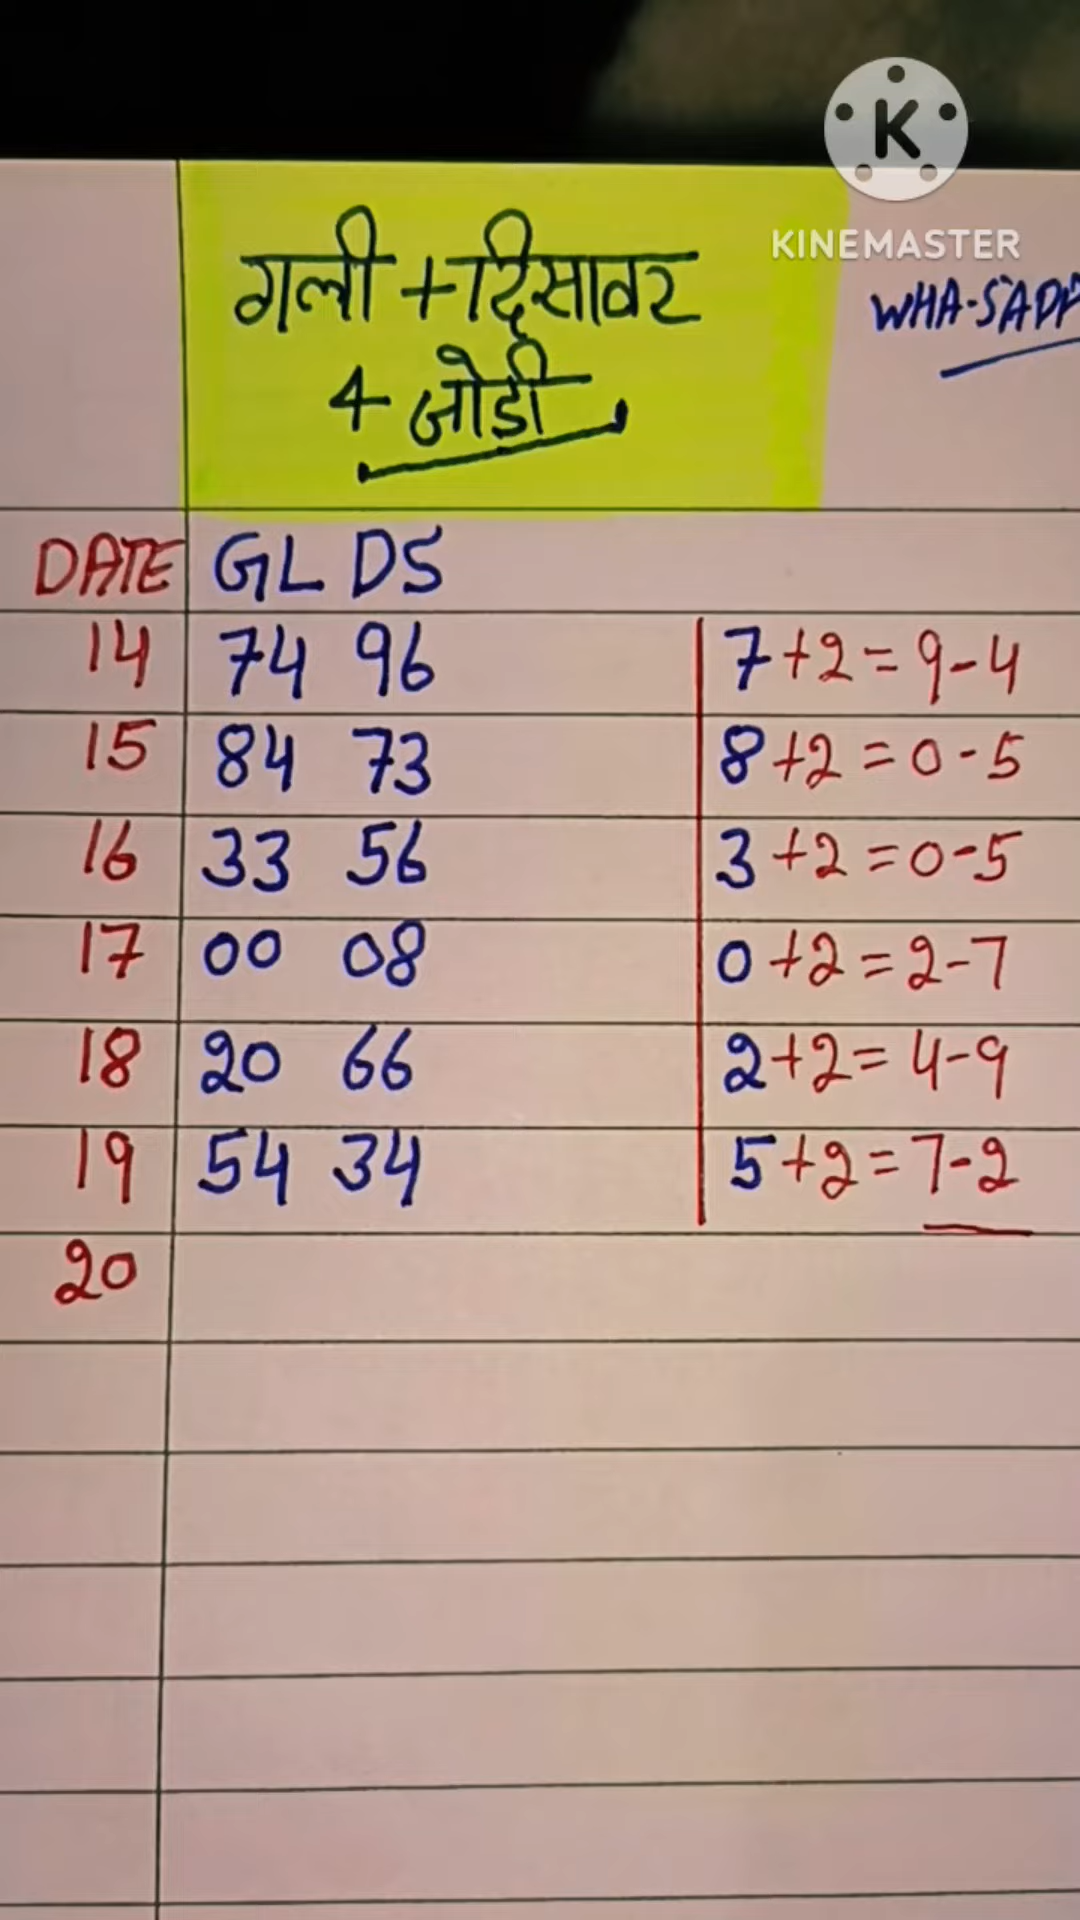 K
KINEMASTER
गली + दिसावर
4 जोडी
WHA-SAPP
DATE GL DS
14 74 96 7+2=9-4
15 84 73 8+2=0-5
16 33 56 3+2=0-5
17 00 08 0+2=2-7
18 20 66 2+2=4-9
19 54 34 5+2=7-2
20